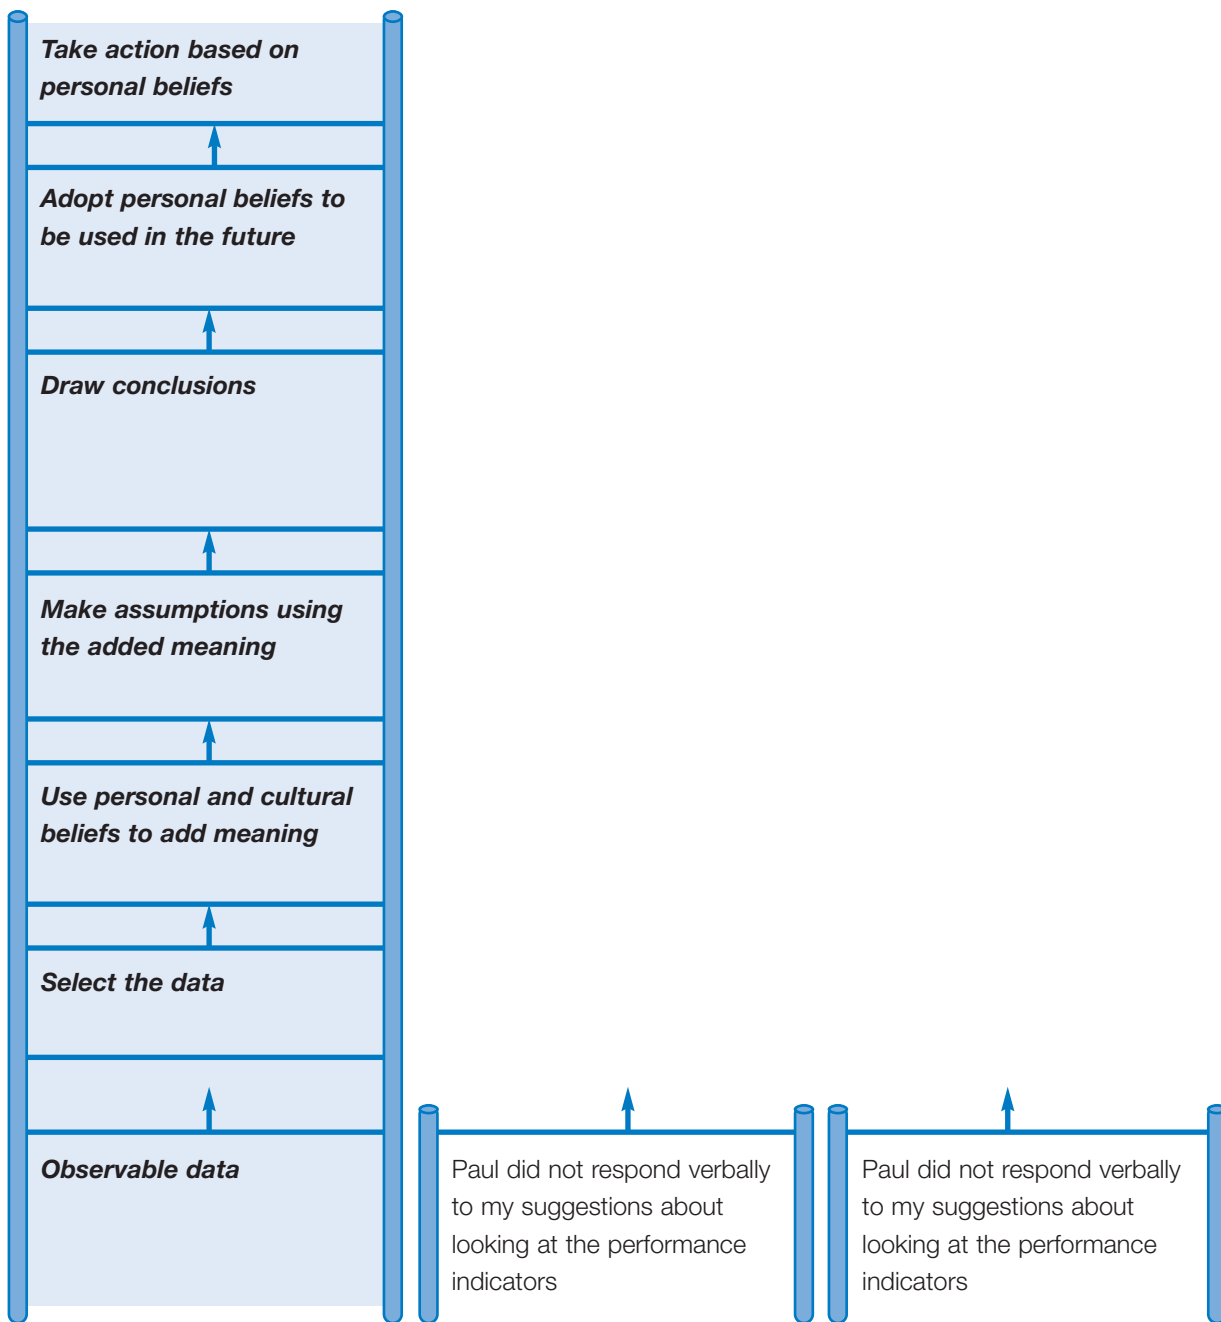 Take action based on
personal beliefs
Adopt personal beliefs to
be used in the future
Draw conclusions
Make assumptions using
the added meaning
Use personal and cultural
beliefs to add meaning
Select the data
Observable data
Paul did not respond verbally
to my suggestions about
looking at the performance
indicators
Paul did not respond verbally
to my suggestions about
looking at the performance
indicators